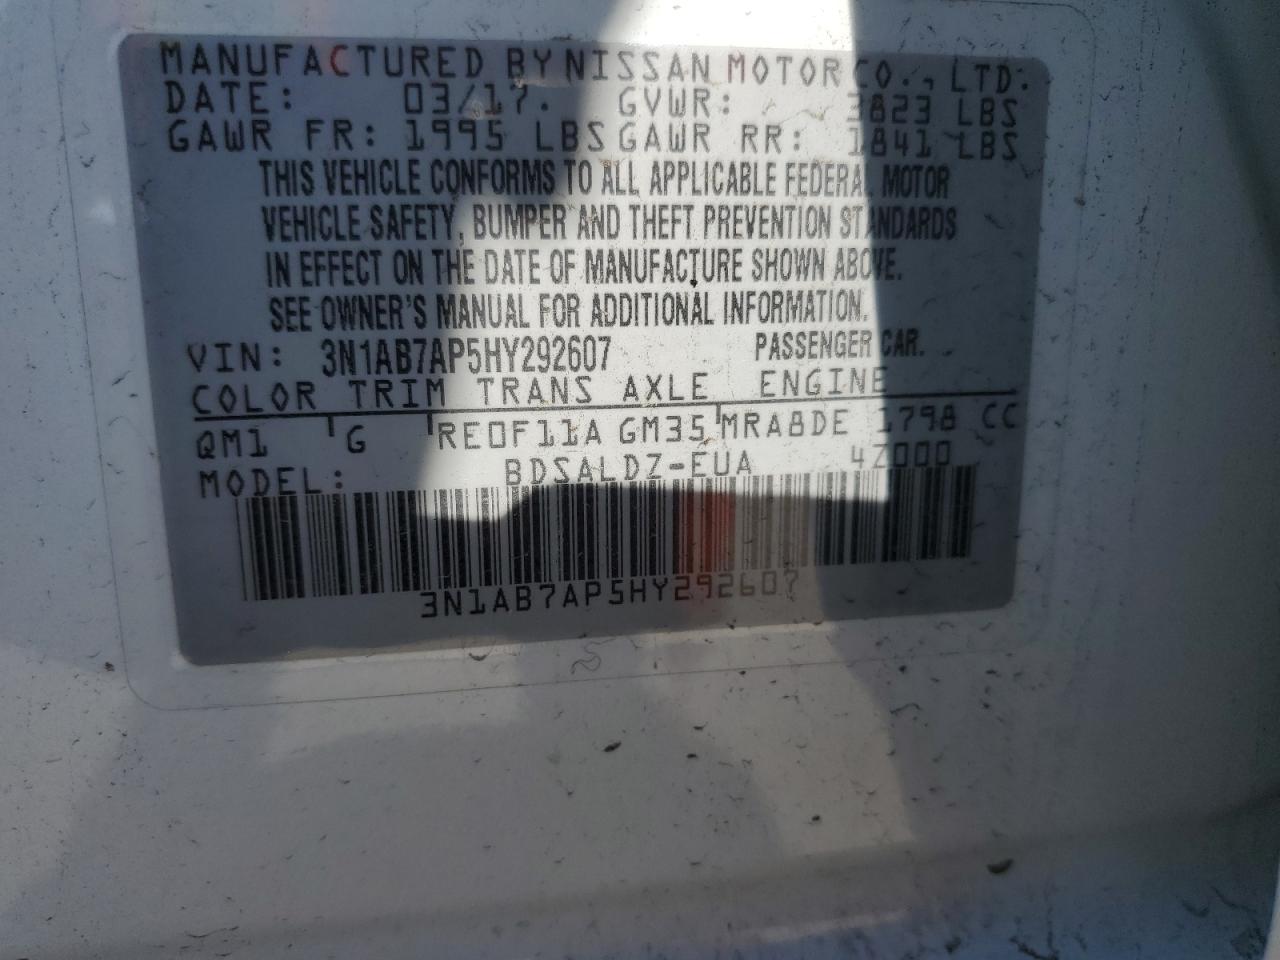 MANUFACTURED BY NISSAN MOTOR CO., LTD.
DATE: 03/17. GVWR: 3823 LBS
GAWR FR: 1995 LBS GAWR RR: 1841 LBS
THIS VEHICLE CONFORMS TO ALL APPLICABLE FEDERAL MOTOR
VEHICLE SAFETY, BUMPER AND THEFT PREVENTION STANDARDS
IN EFFECT ON THE DATE OF MANUFACTURE SHOWN ABOVE.
SEE OWNER'S MANUAL FOR ADDITIONAL INFORMATION.
VIN: 3N1AB7AP5HY292607 PASSENGER CAR.
COLOR TRIM TRANS AXLE ENGINE
QM1 G RE0F11A GM35 MRA8DE 1798 CC
MODEL: BDSALDZ-EUA 4Z000
3N1AB7AP5HY292607